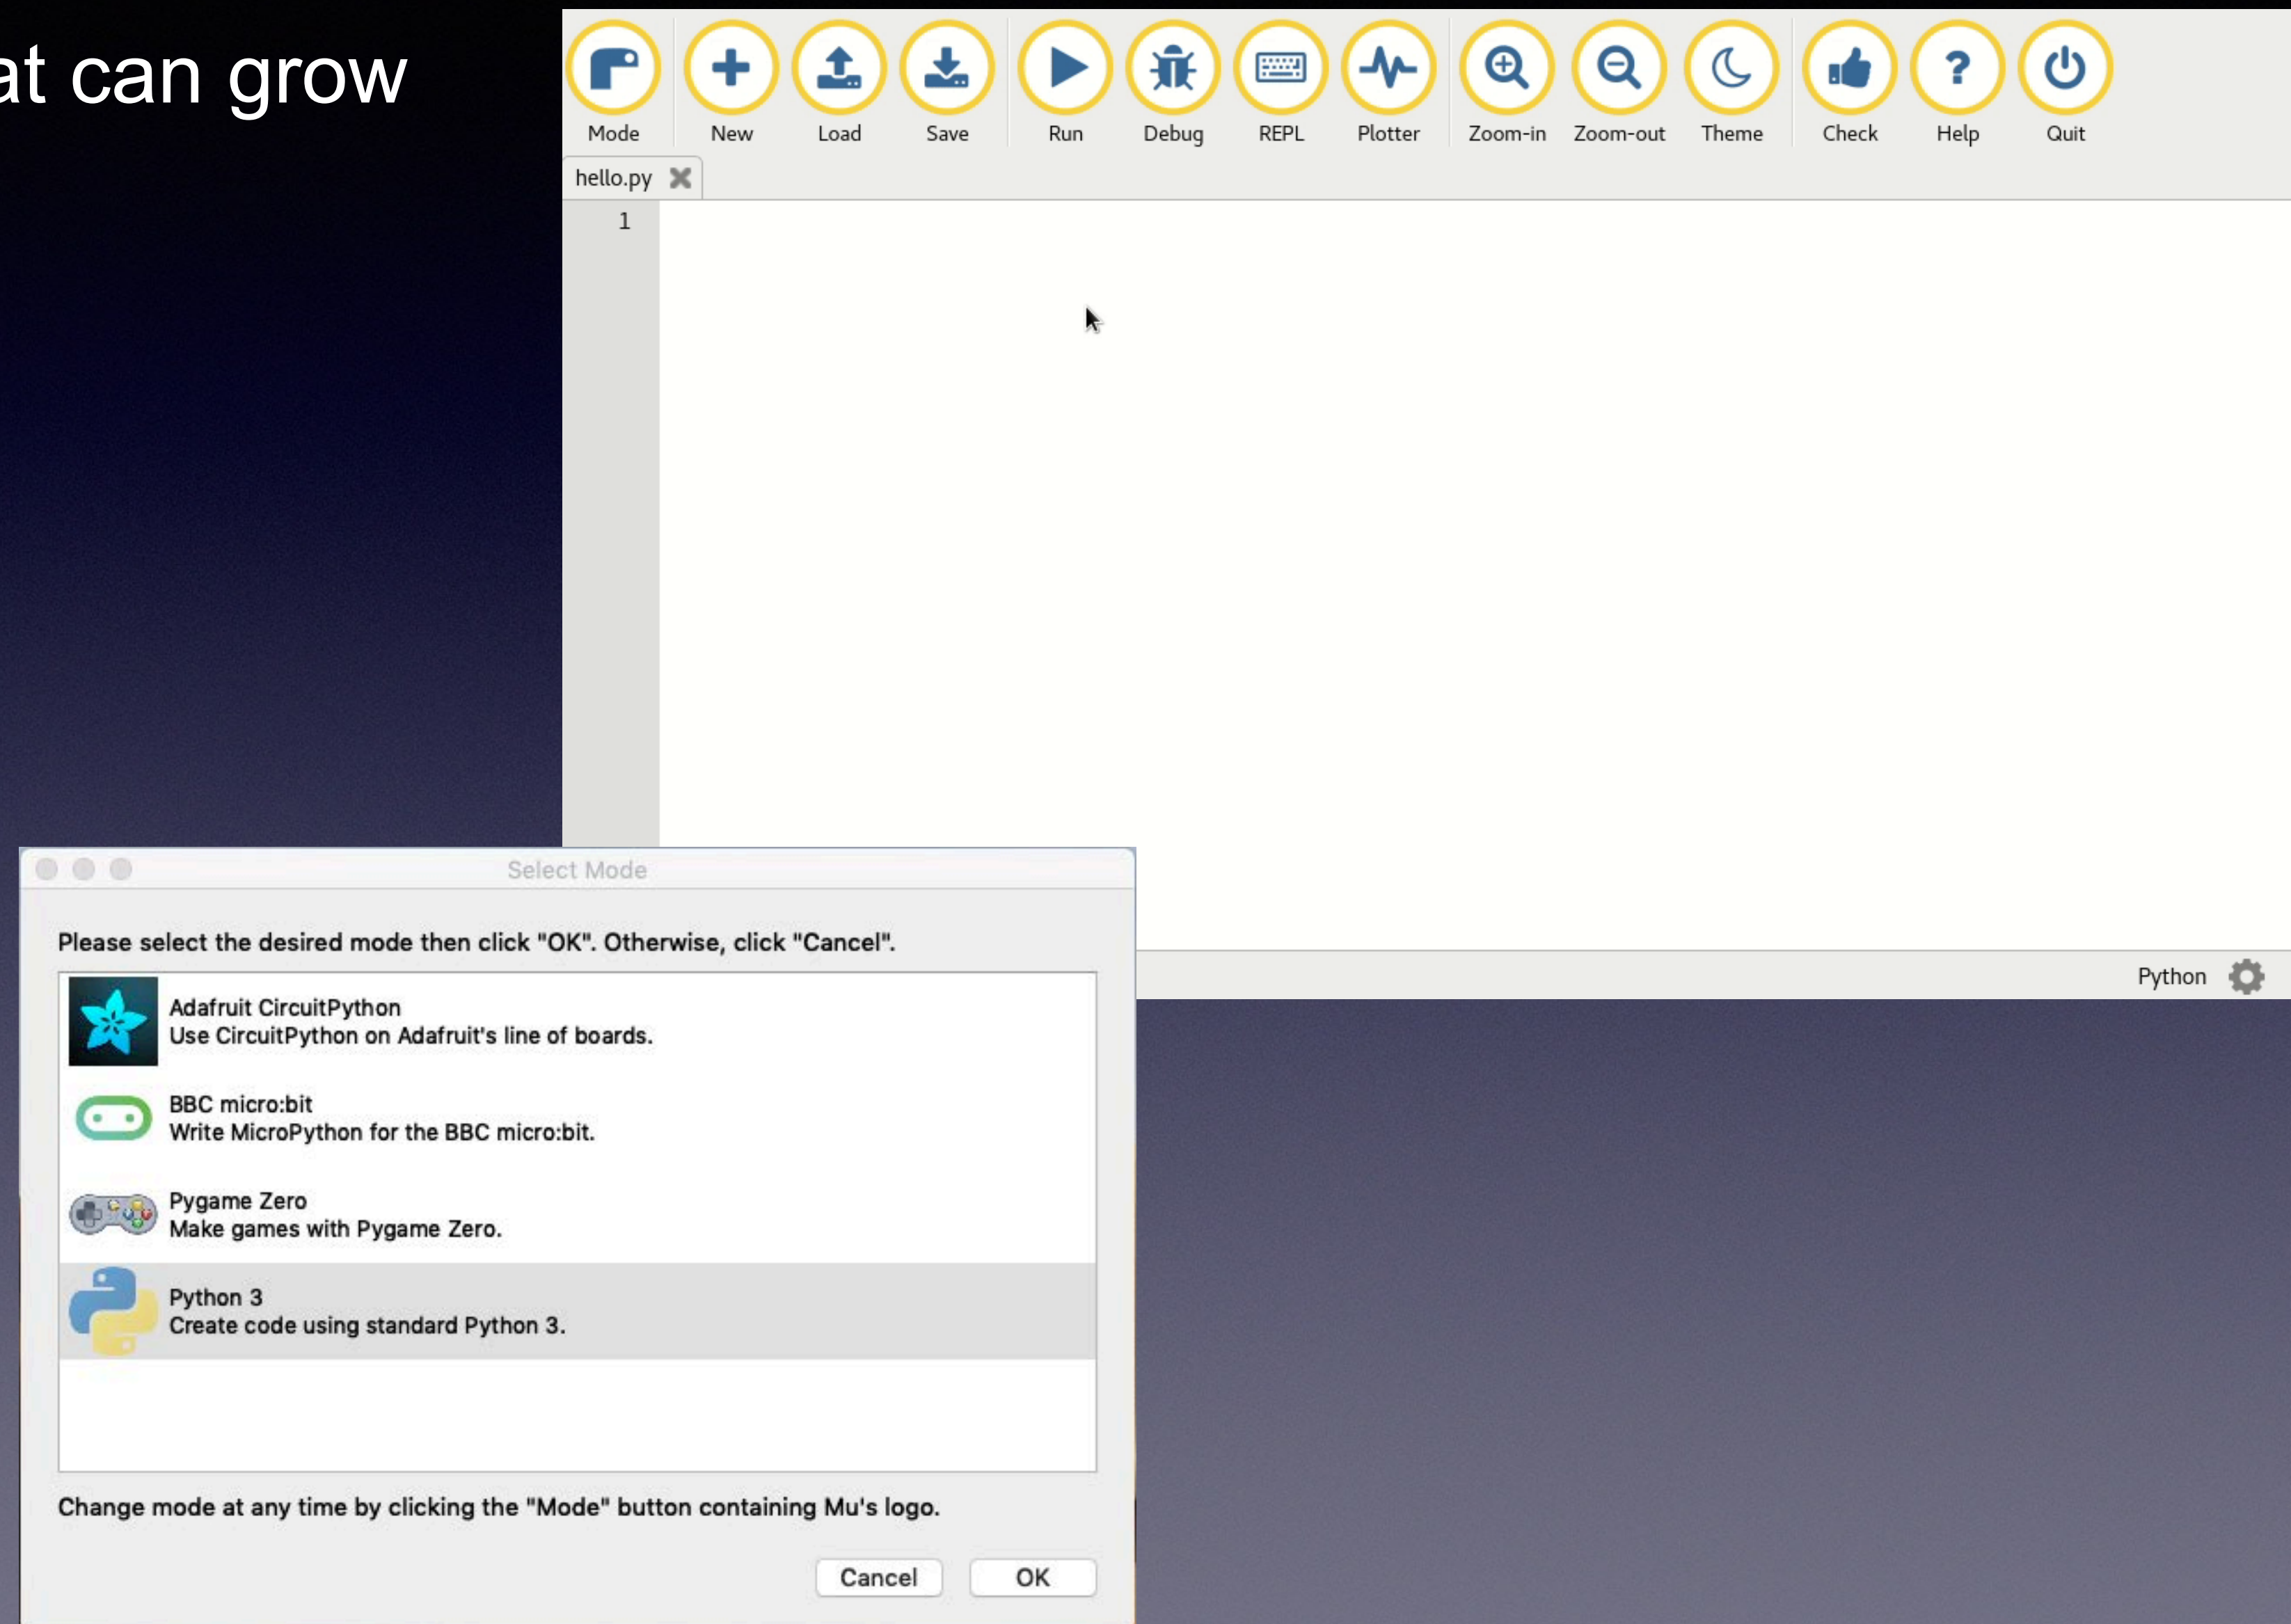 at can grow
Mode New Load Save Run Debug REPL Plotter Zoom-in Zoom-out Theme Check Help Quit
hello.py
1
Python
Select Mode
Please select the desired mode then click "OK". Otherwise, click "Cancel".
Adafruit CircuitPython
Use CircuitPython on Adafruit's line of boards.
BBC micro:bit
Write MicroPython for the BBC micro:bit.
Pygame Zero
Make games with Pygame Zero.
Python 3
Create code using standard Python 3.
Change mode at any time by clicking the "Mode" button containing Mu's logo.
Cancel OK